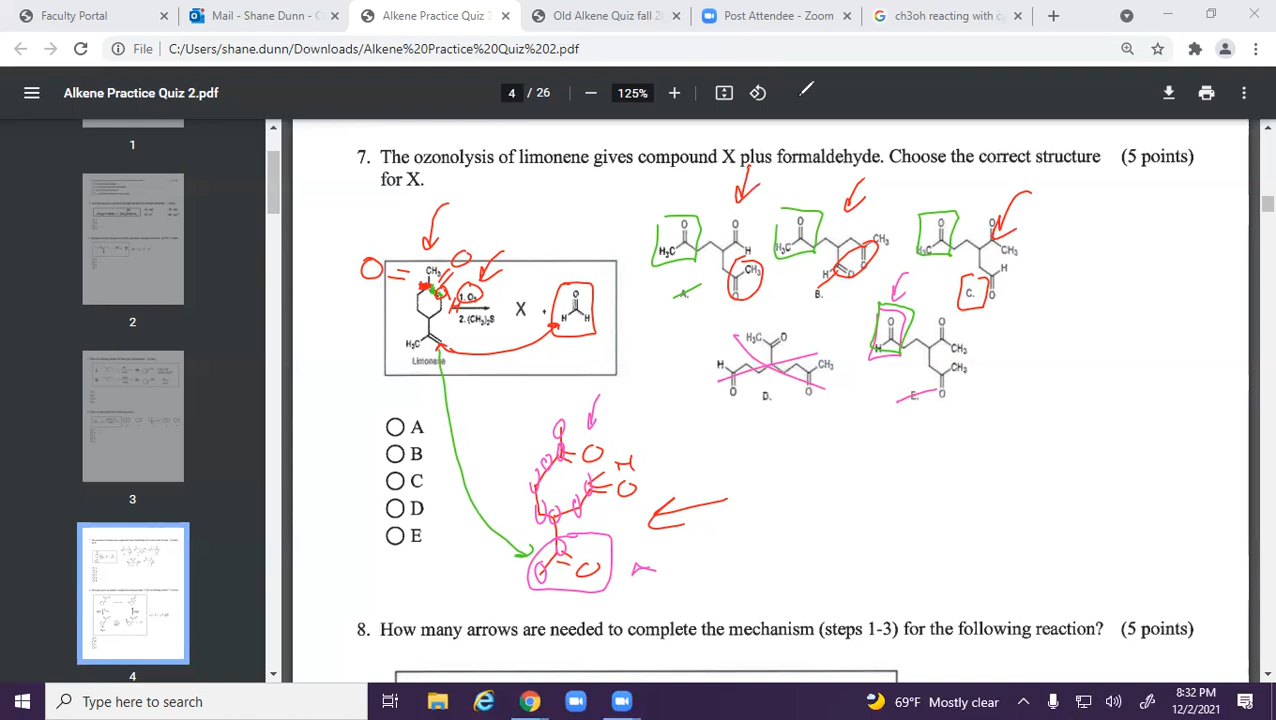 Faculty Portal
Mail - Shane Dunn - C
Alkene Practice Quiz 2
Old Alkene Quiz fall 2
Post Attendee - Zoom
ch3oh reacting with c
File
C:/Users/shane.dunn/Downloads/Alkene%20Practice%20Quiz%202.pdf
Alkene Practice Quiz 2.pdf
4 / 26
125%
1
2
3
4
7. The ozonolysis of limonene gives compound X plus formaldehyde. Choose the correct structure (5 points)
for X.
O
CH₃
O
1. O₃
2. (CH₃)₂S
X
+
O
H H
H₃C
Limonene
O
H₃C
O
H
CH₃
O
A.
O
H₃C
CH₃
O
H
O
B.
O
H₃C
O
CH₃
H
O
C.
H₃C
O
H
O
CH₃
O
D.
O
H
O
CH₃
CH₃
O
E.
A
B
C
D
E
O
H
O
O
8. How many arrows are needed to complete the mechanism (steps 1-3) for the following reaction? (5 points)
Type here to search
69°F Mostly clear
8:32 PM
12/2/2021